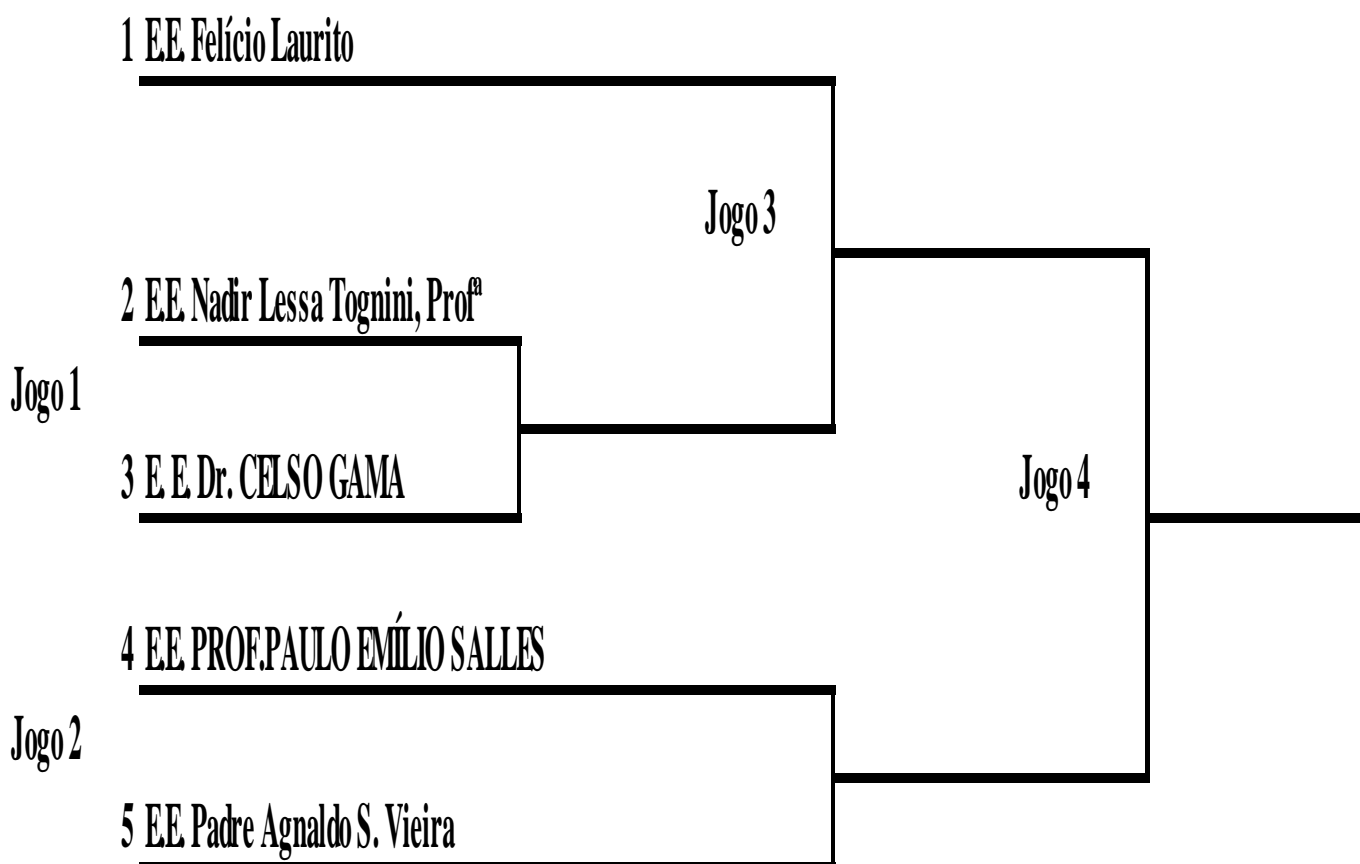 1 E.E. Felício Laurito
Jogo 3
2 E.E. Nadir Lessa Tognini, Profª
Jogo 1
3 E. E. Dr. CELSO GAMA
Jogo 4
4 E.E. PROF.PAULO EMÍLIO SALLES
Jogo 2
5 E.E. Padre Agnaldo S. Vieira